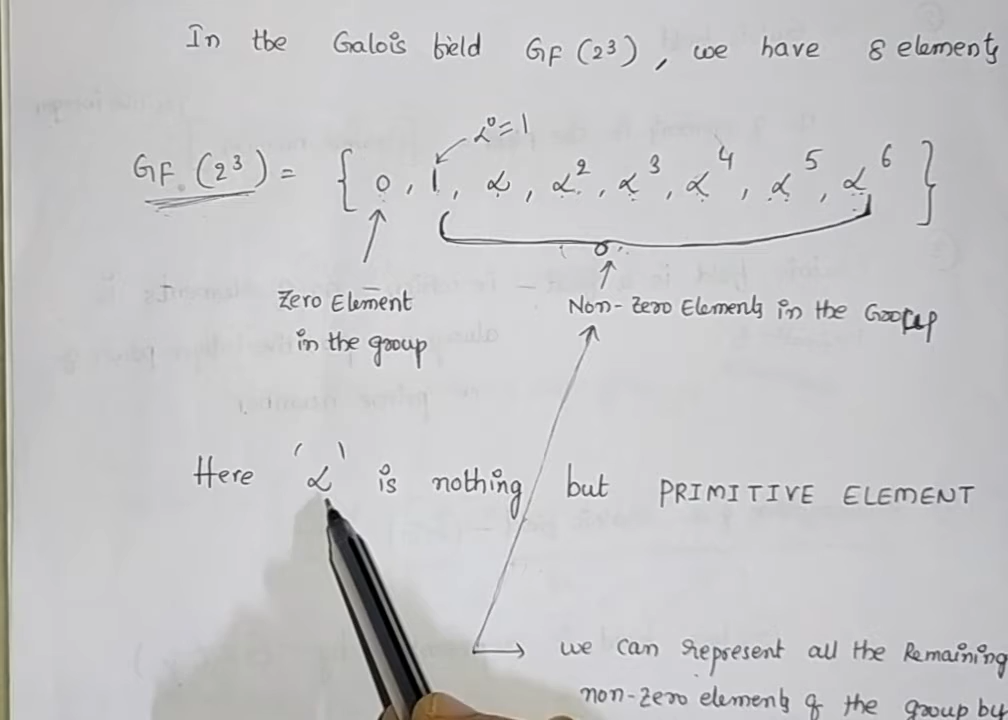 In the Galois field GF (2³), we have 8 elements
α⁰=1
GF (2³) = { 0, 1, α, α², α³, α⁴, α⁵, α⁶ }
Zero Element
in the group
Non-Zero Elements in the Group
Here 'α' is nothing but PRIMITIVE ELEMENT
→ we can represent all the Remaining
non-zero elements of the group by